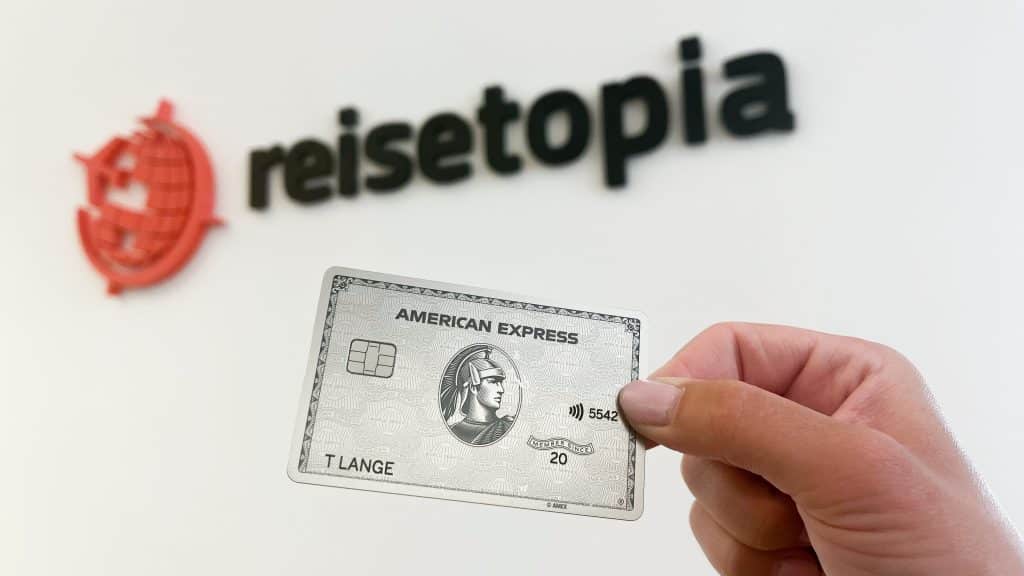 reisetopia
AMERICAN EXPRESS
5542
MEMBER SINCE
20
T LANGE
© AMEX